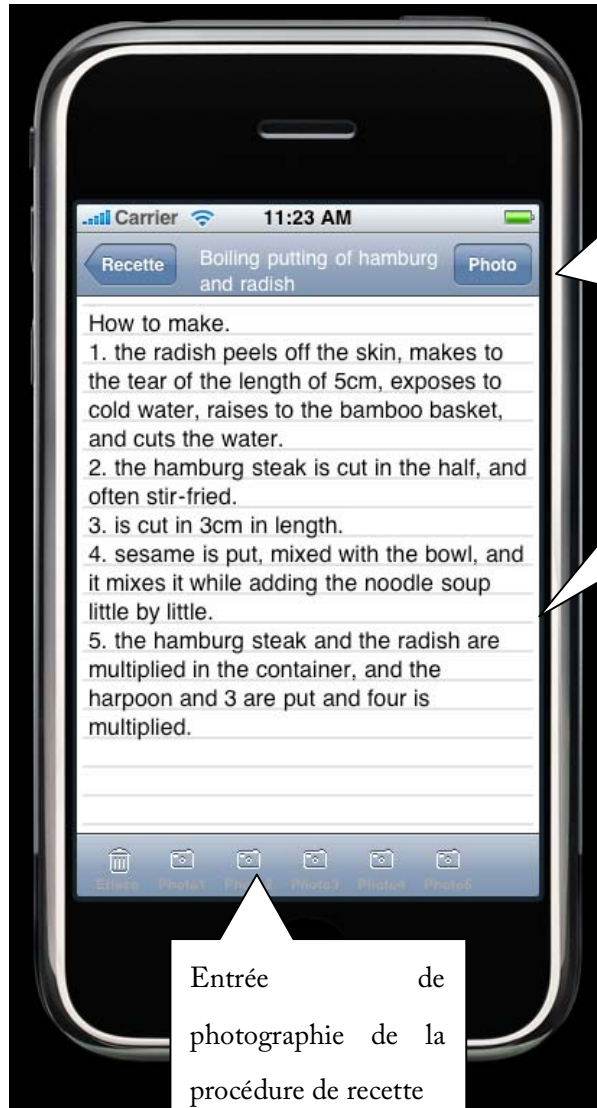 Carrier 11:23 AM
Recette
Boiling putting of hamburg
and radish
Photo
How to make.
1. the radish peels off the skin, makes to
the tear of the length of 5cm, exposes to
cold water, raises to the bamboo basket,
and cuts the water.
2. the hamburg steak is cut in the half, and
often stir-fried.
3. is cut in 3cm in length.
4. sesame is put, mixed with the bowl, and
it mixes it while adding the noodle soup
little by little.
5. the hamburg steak and the radish are
multiplied in the container, and the
harpoon and 3 are put and four is
multiplied.
Photo1 Photo3 Photo4 Photo5
Entrée de
photographie de la
procédure de recette